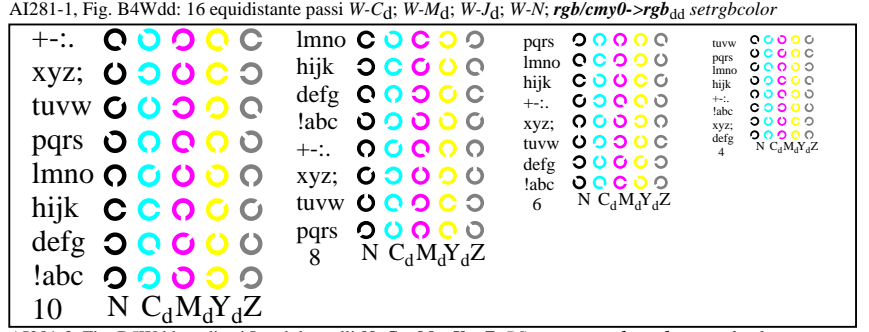 AI281-1, Fig. B4Wdd: 16 equidistante passi W-Cd; W-Md; W-Jd; W-N; rgb/cmy0->rgbdd setrgbcolor
+-:.
xyz;
tuvw
pqrs
lmno
hijk
defg
!abc
10 N CdMdYdZ
lmno
hijk
defg
!abc
+-:.
xyz;
tuvw
pqrs
8 N CdMdYdZ
pqrs
lmno
hijk
+-:.
xyz;
tuvw
defg
!abc
6 N CdMdYdZ
tuvw
pqrs
lmno
hijk
+-:.
!abc
xyz;
defg
4 N CdMdYdZ